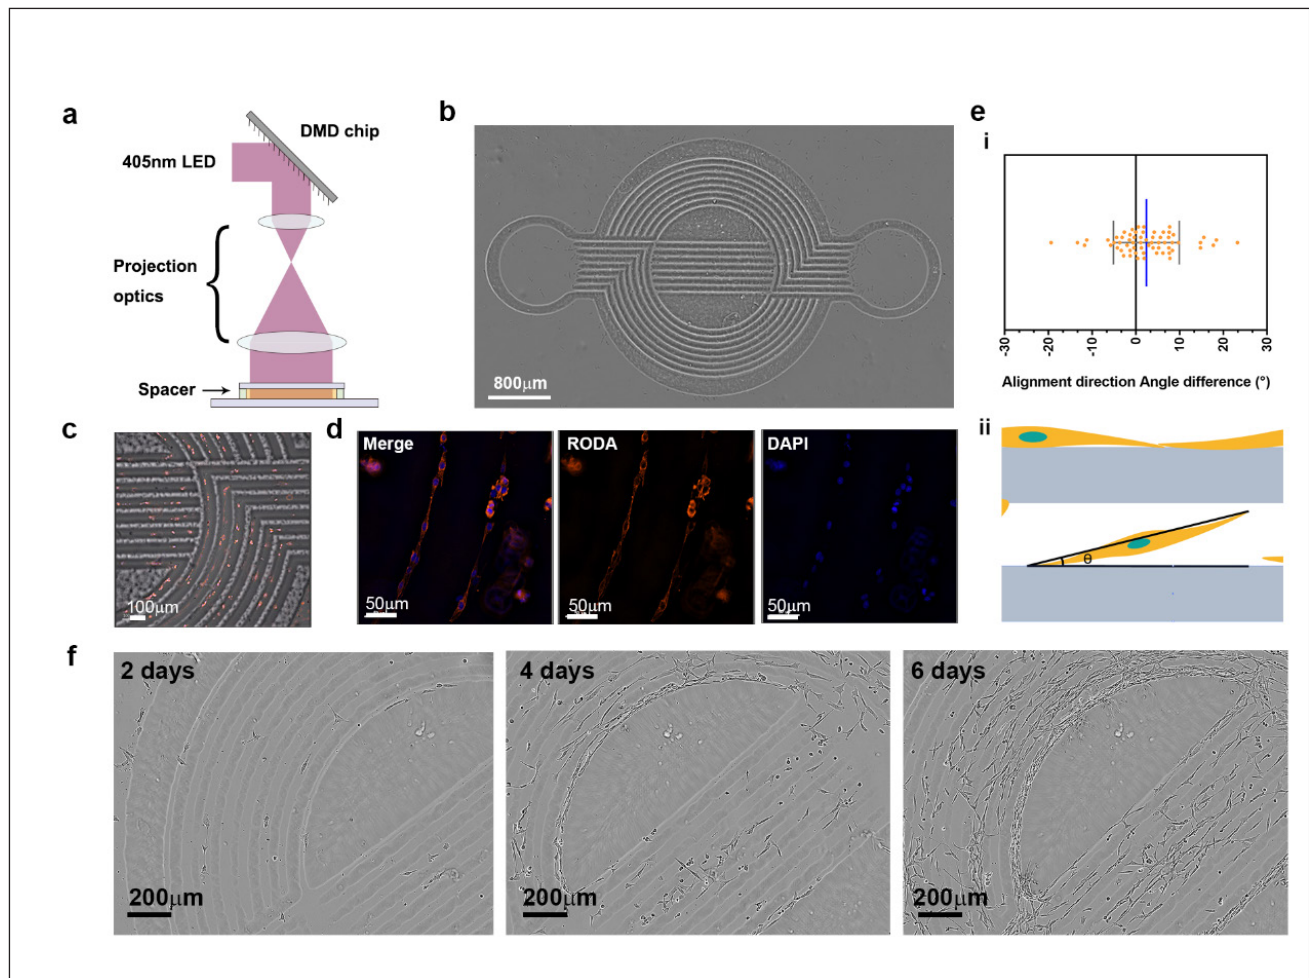 a
DMD chip
405nm LED
Projection
optics
Spacer
b
800μm
e
i
-30
-20
-10
0
10
20
30
Alignment direction Angle difference (°)
c
100μm
d
Merge
50μm
RODA
50μm
DAPI
50μm
ii
θ
f
2 days
200μm
4 days
200μm
6 days
200μm